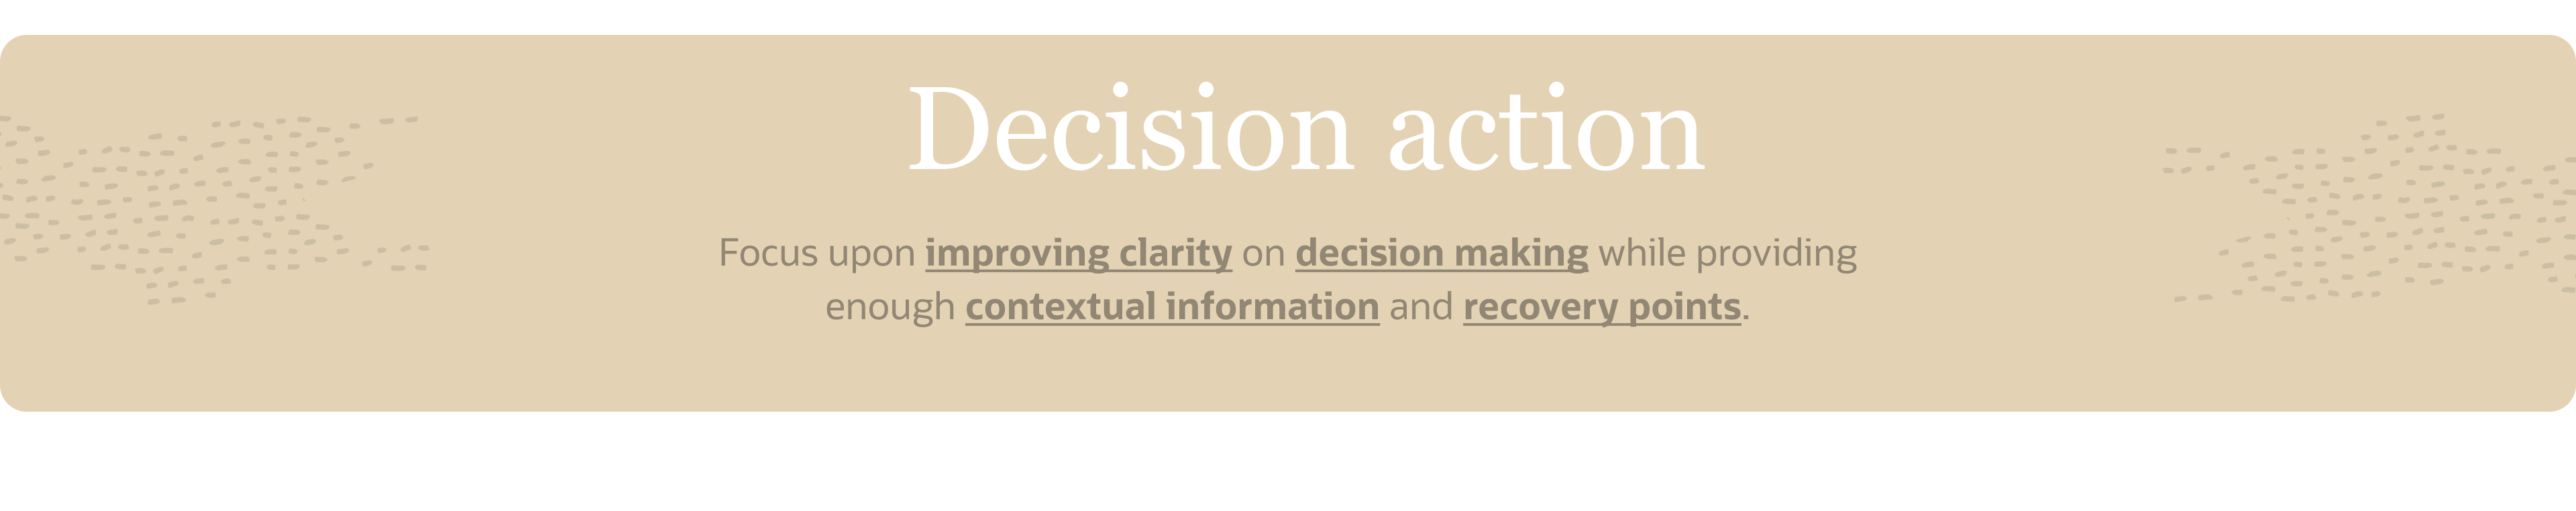 Decision action
Focus upon improving clarity on decision making while providing
enough contextual information and recovery points.